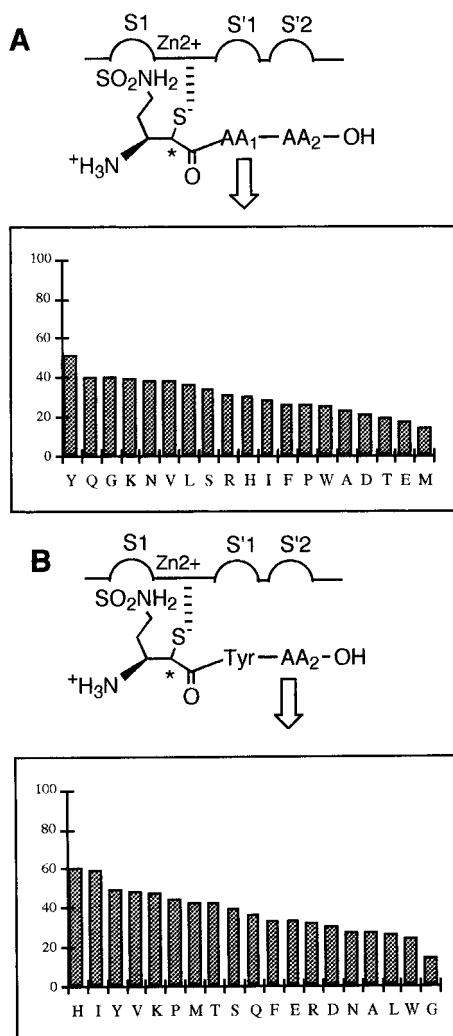 A
S1 Zn2+ S'1 S'2
SO2NH2
S-
+H3N * O AA1 AA2 OH
100
80
60
40
20
0
Y Q G K N V L S R H I F P W A D T E M
B
S1 Zn2+ S'1 S'2
SO2NH2
S-
+H3N * O Tyr AA2 OH
100
80
60
40
20
0
H I Y V K P M T S Q F E R D N A L W G